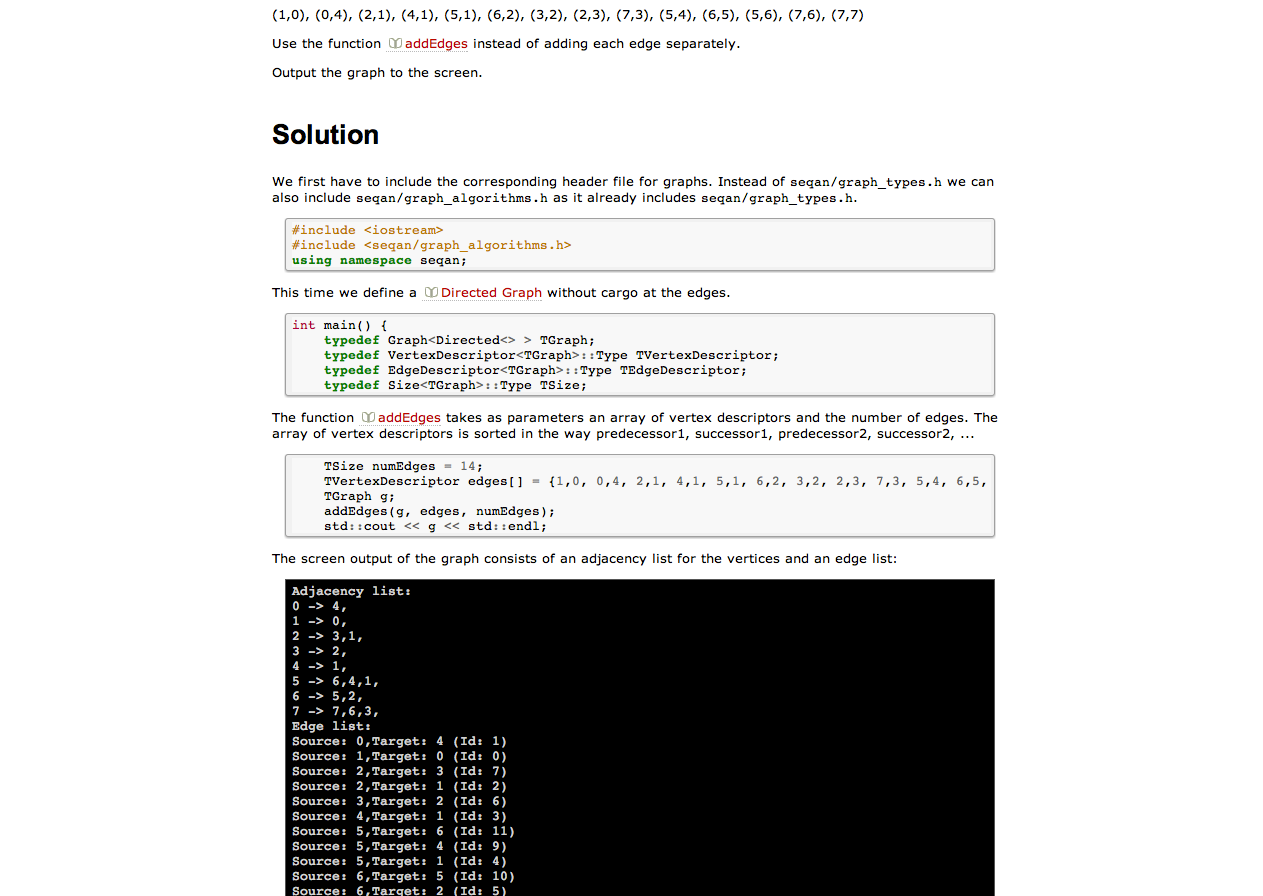 (1,0), (0,4), (2,1), (4,1), (5,1), (6,2), (3,2), (2,3), (7,3), (5,4), (6,5), (5,6), (7,6), (7,7)
Use the function addEdges instead of adding each edge separately.
Output the graph to the screen.
Solution
We first have to include the corresponding header file for graphs. Instead of seqan/graph_types.h we can
also include seqan/graph_algorithms.h as it already includes seqan/graph_types.h.
#include <iostream>
#include <seqan/graph_algorithms.h>
using namespace seqan;
This time we define a Directed Graph without cargo at the edges.
int main() {
    typedef Graph<Directed<> > TGraph;
    typedef VertexDescriptor<TGraph>::Type TVertexDescriptor;
    typedef EdgeDescriptor<TGraph>::Type TEdgeDescriptor;
    typedef Size<TGraph>::Type TSize;
The function addEdges takes as parameters an array of vertex descriptors and the number of edges. The
array of vertex descriptors is sorted in the way predecessor1, successor1, predecessor2, successor2, ...
    TSize numEdges = 14;
    TVertexDescriptor edges[] = {1,0, 0,4, 2,1, 4,1, 5,1, 6,2, 3,2, 2,3, 7,3, 5,4, 6,5,
    TGraph g;
    addEdges(g, edges, numEdges);
    std::cout << g << std::endl;
The screen output of the graph consists of an adjacency list for the vertices and an edge list:
Adjacency list:
0 -> 4,
1 -> 0,
2 -> 3,1,
3 -> 2,
4 -> 1,
5 -> 6,4,1,
6 -> 5,2,
7 -> 7,6,3,
Edge list:
Source: 0,Target: 4 (Id: 1)
Source: 1,Target: 0 (Id: 0)
Source: 2,Target: 3 (Id: 7)
Source: 2,Target: 1 (Id: 2)
Source: 3,Target: 2 (Id: 6)
Source: 4,Target: 1 (Id: 3)
Source: 5,Target: 6 (Id: 11)
Source: 5,Target: 4 (Id: 9)
Source: 5,Target: 1 (Id: 4)
Source: 6,Target: 5 (Id: 10)
Source: 6,Target: 2 (Id: 5)